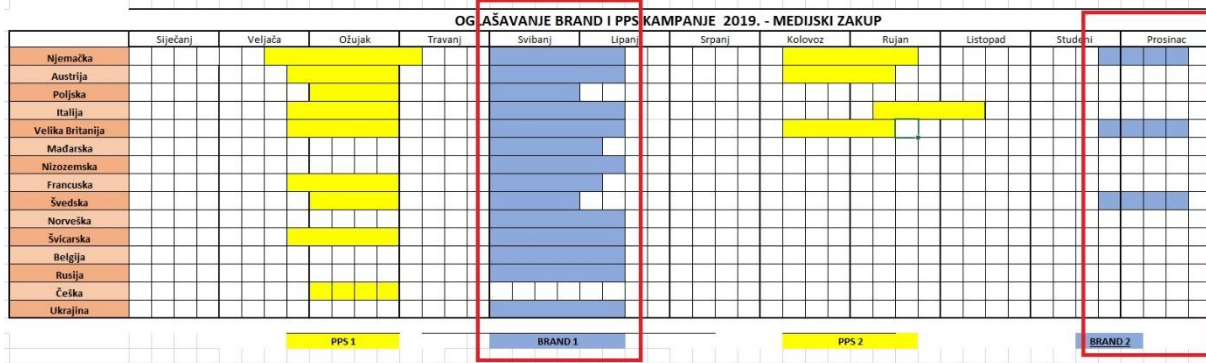 OGLAŠAVANJE BRAND I PPS KAMPANJE 2019. - MEDIJSKI ZAKUP
Siječanj Veljača Ožujak Travanj Svibanj Lipanj Srpanj Kolovoz Rujan Listopad Studeni Prosinac
Njemačka
Austrija
Poljska
Italija
Velika Britanija
Mađarska
Nizozemska
Francuska
Švedska
Norveška
Švicarska
Belgija
Rusija
Češka
Ukrajina
PPS 1 BRAND 1 PPS 2 BRAND 2